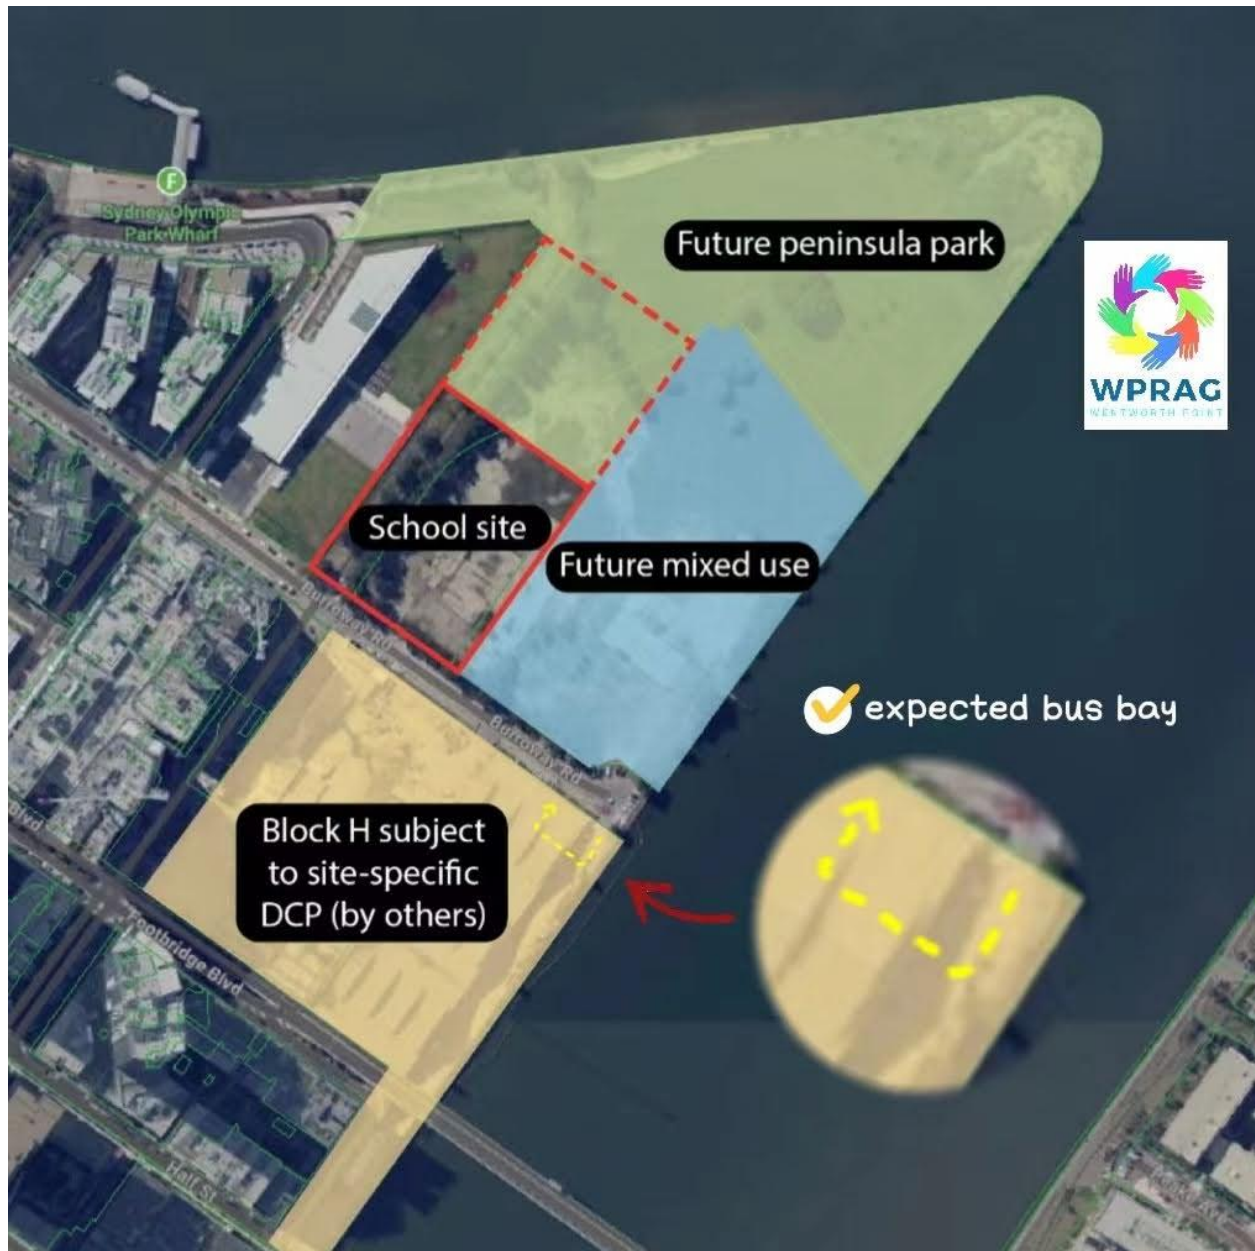 F
Sydney Olympic
Park Wharf
Future peninsula park
WPRAG
WENTWORTH POINT
School site
Future mixed use
Burroway Rd
expected bus bay
Burroway Rd
Block H subject
to site-specific
DCP (by others)
Blvd
Footbridge Blvd
Half St